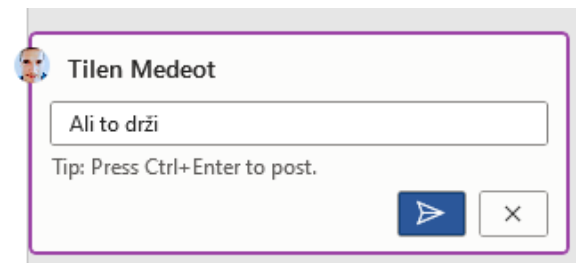 Tilen Medeot
Ali to drži
Tip: Press Ctrl+Enter to post.